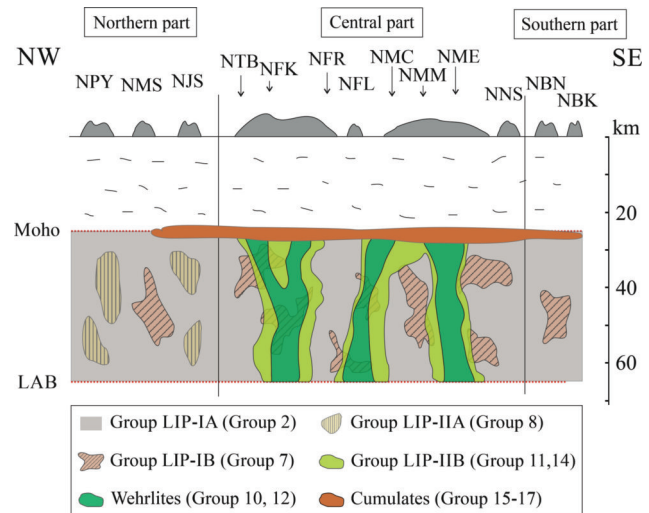 Northern part Central part Southern part
NW SE
NPY NMS NJS NTB NFK NFR NFL NMC NMM NME NNS NBN NBK
km
20
Moho
40
60
LAB
Group LIP-IA (Group 2) Group LIP-IIA (Group 8)
Group LIP-IB (Group 7) Group LIP-IIB (Group 11,14)
Wehrlites (Group 10, 12) Cumulates (Group 15-17)